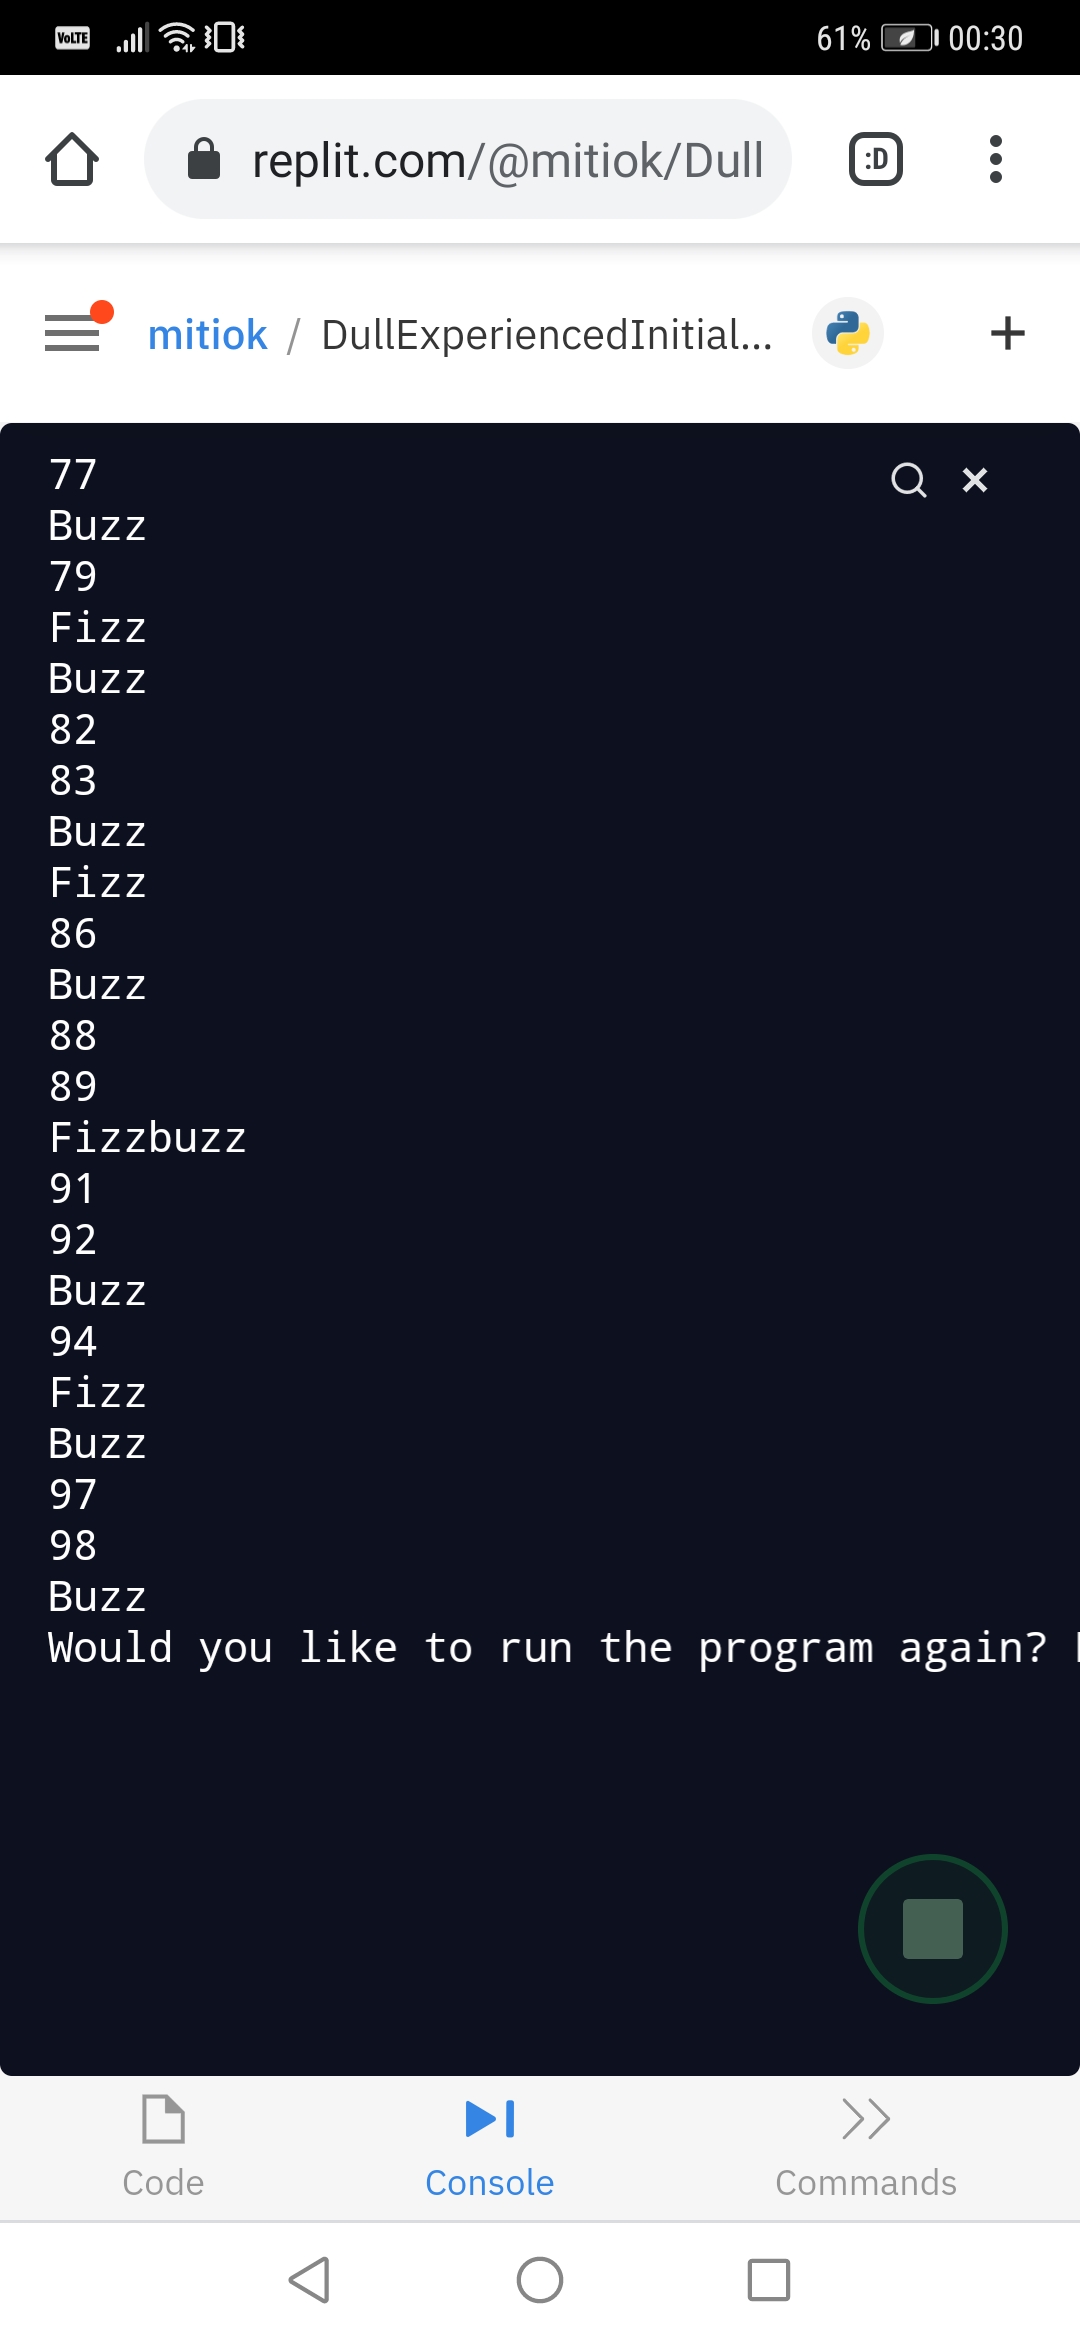 VoLTE 61% 00:30
replit.com/@mitiok/Dull :D
mitiok / DullExperiencedInitial...
77
Buzz
79
Fizz
Buzz
82
83
Buzz
Fizz
86
Buzz
88
89
Fizzbuzz
91
92
Buzz
94
Fizz
Buzz
97
98
Buzz
Would you like to run the program again?
Code Console Commands